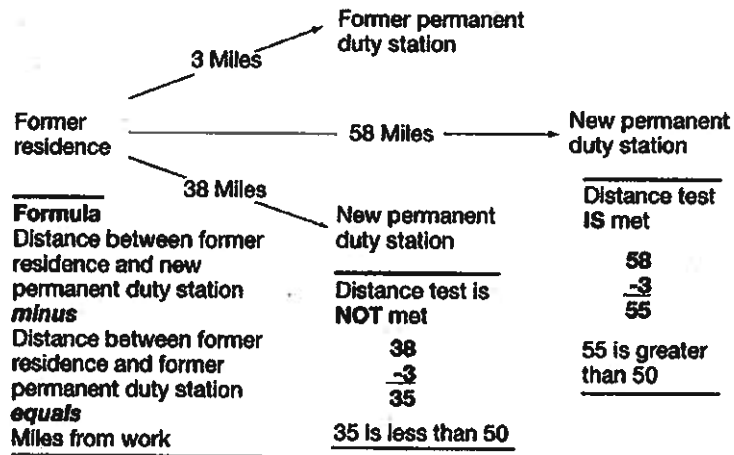 Former permanent
duty station
3 Miles
Former
residence
58 Miles
New permanent
duty station
38 Miles
New permanent
duty station
Formula
Distance between former
residence and new
permanent duty station
minus
Distance between former
residence and former
permanent duty station
equals
Miles from work
Distance test is
NOT met
38
-3
35
35 is less than 50
Distance test
IS met
58
-3
55
55 is greater
than 50